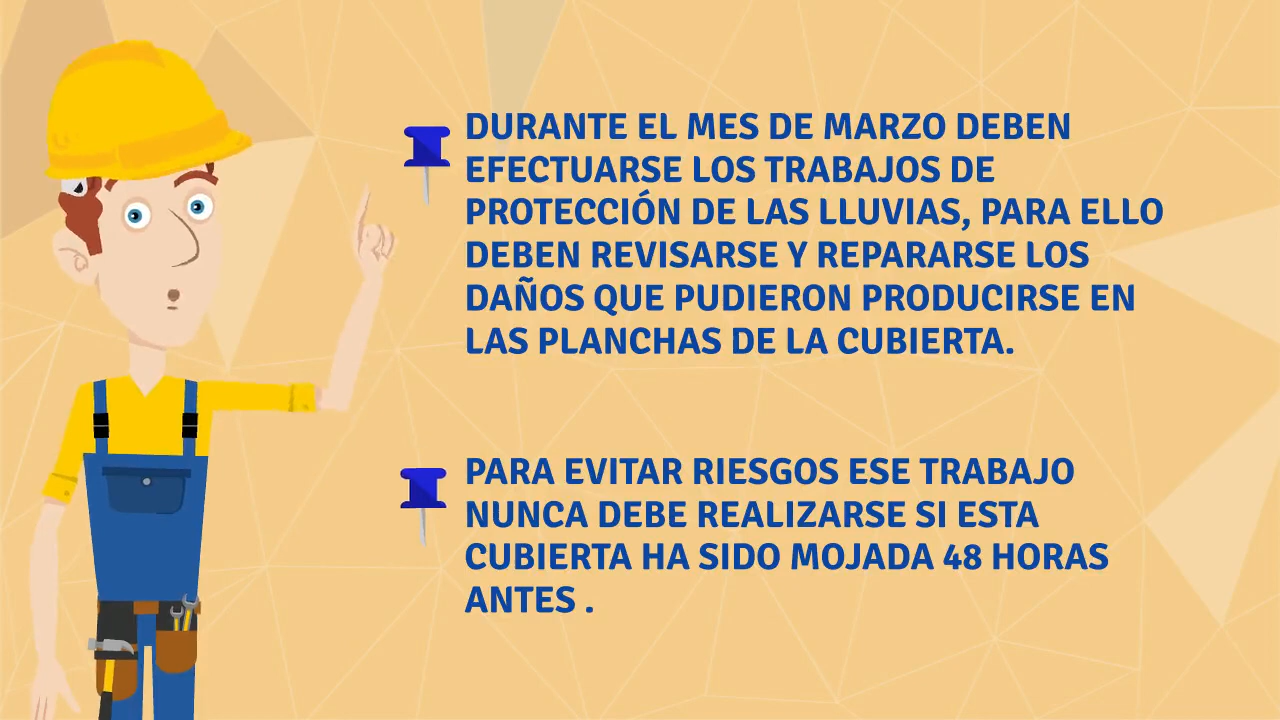 DURANTE EL MES DE MARZO DEBEN
EFECTUARSE LOS TRABAJOS DE
PROTECCIÓN DE LAS LLUVIAS, PARA ELLO
DEBEN REVISARSE Y REPARARSE LOS
DAÑOS QUE PUDIERON PRODUCIRSE EN
LAS PLANCHAS DE LA CUBIERTA.
PARA EVITAR RIESGOS ESE TRABAJO
NUNCA DEBE REALIZARSE SI ESTA
CUBIERTA HA SIDO MOJADA 48 HORAS
ANTES .